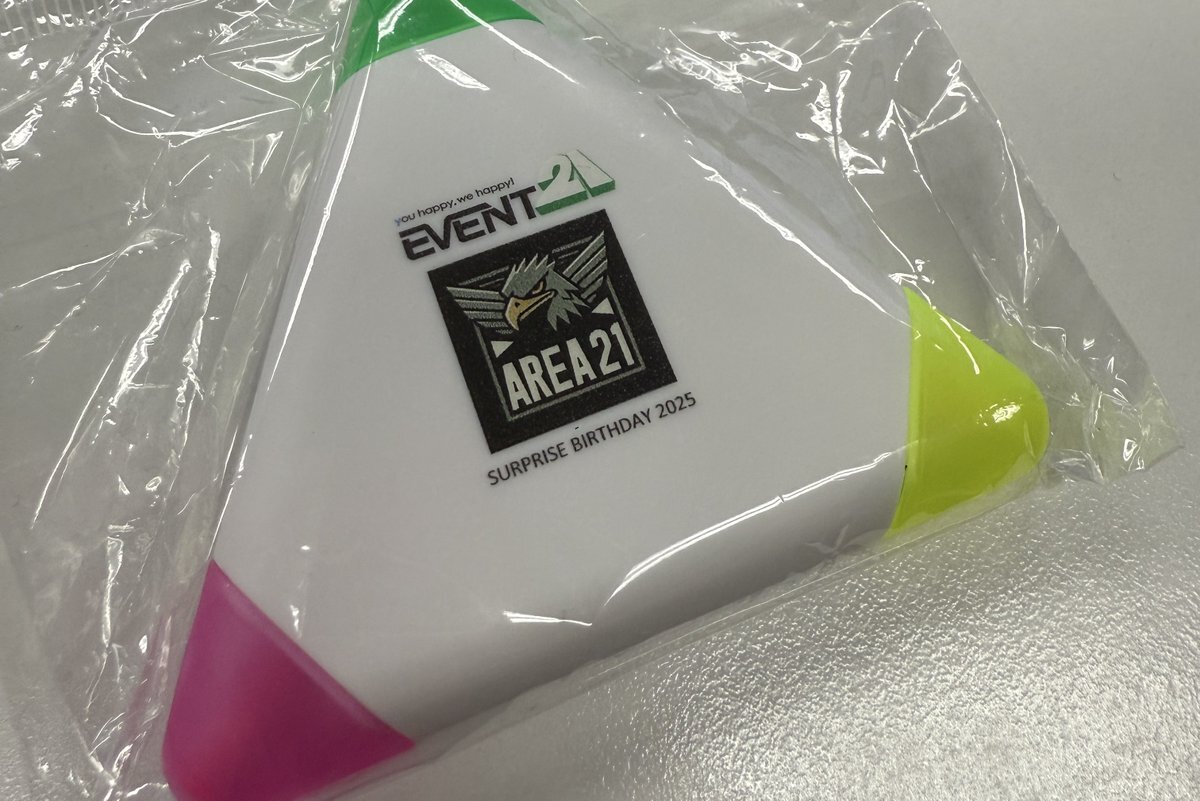 you happy, we happy!
EVENT21
AREA 21
SURPRISE BIRTHDAY 2025